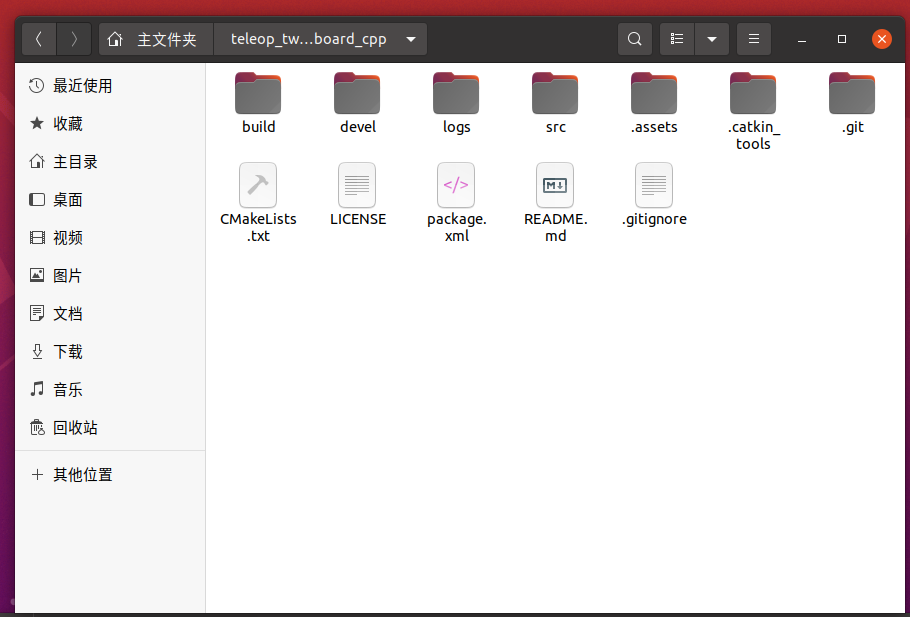 主文件夹 teleop_tw...board_cpp
最近使用
收藏
主目录
桌面
视频
图片
文档
下载
音乐
回收站
其他位置
build devel logs src .assets .catkin_ .git
tools
CMakeLists LICENSE package. README. .gitignore
.txt xml md